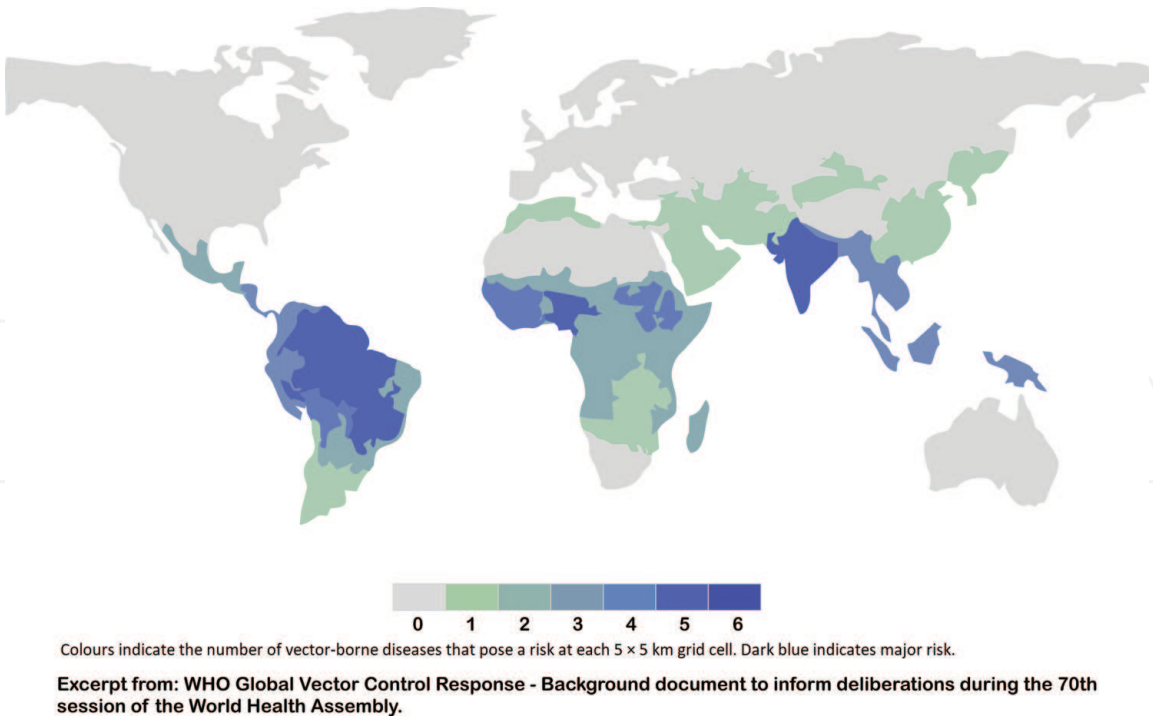 0 1 2 3 4 5 6
Colours indicate the number of vector-borne diseases that pose a risk at each 5 × 5 km grid cell. Dark blue indicates major risk.
Excerpt from: WHO Global Vector Control Response - Background document to inform deliberations during the 70th
session of the World Health Assembly.